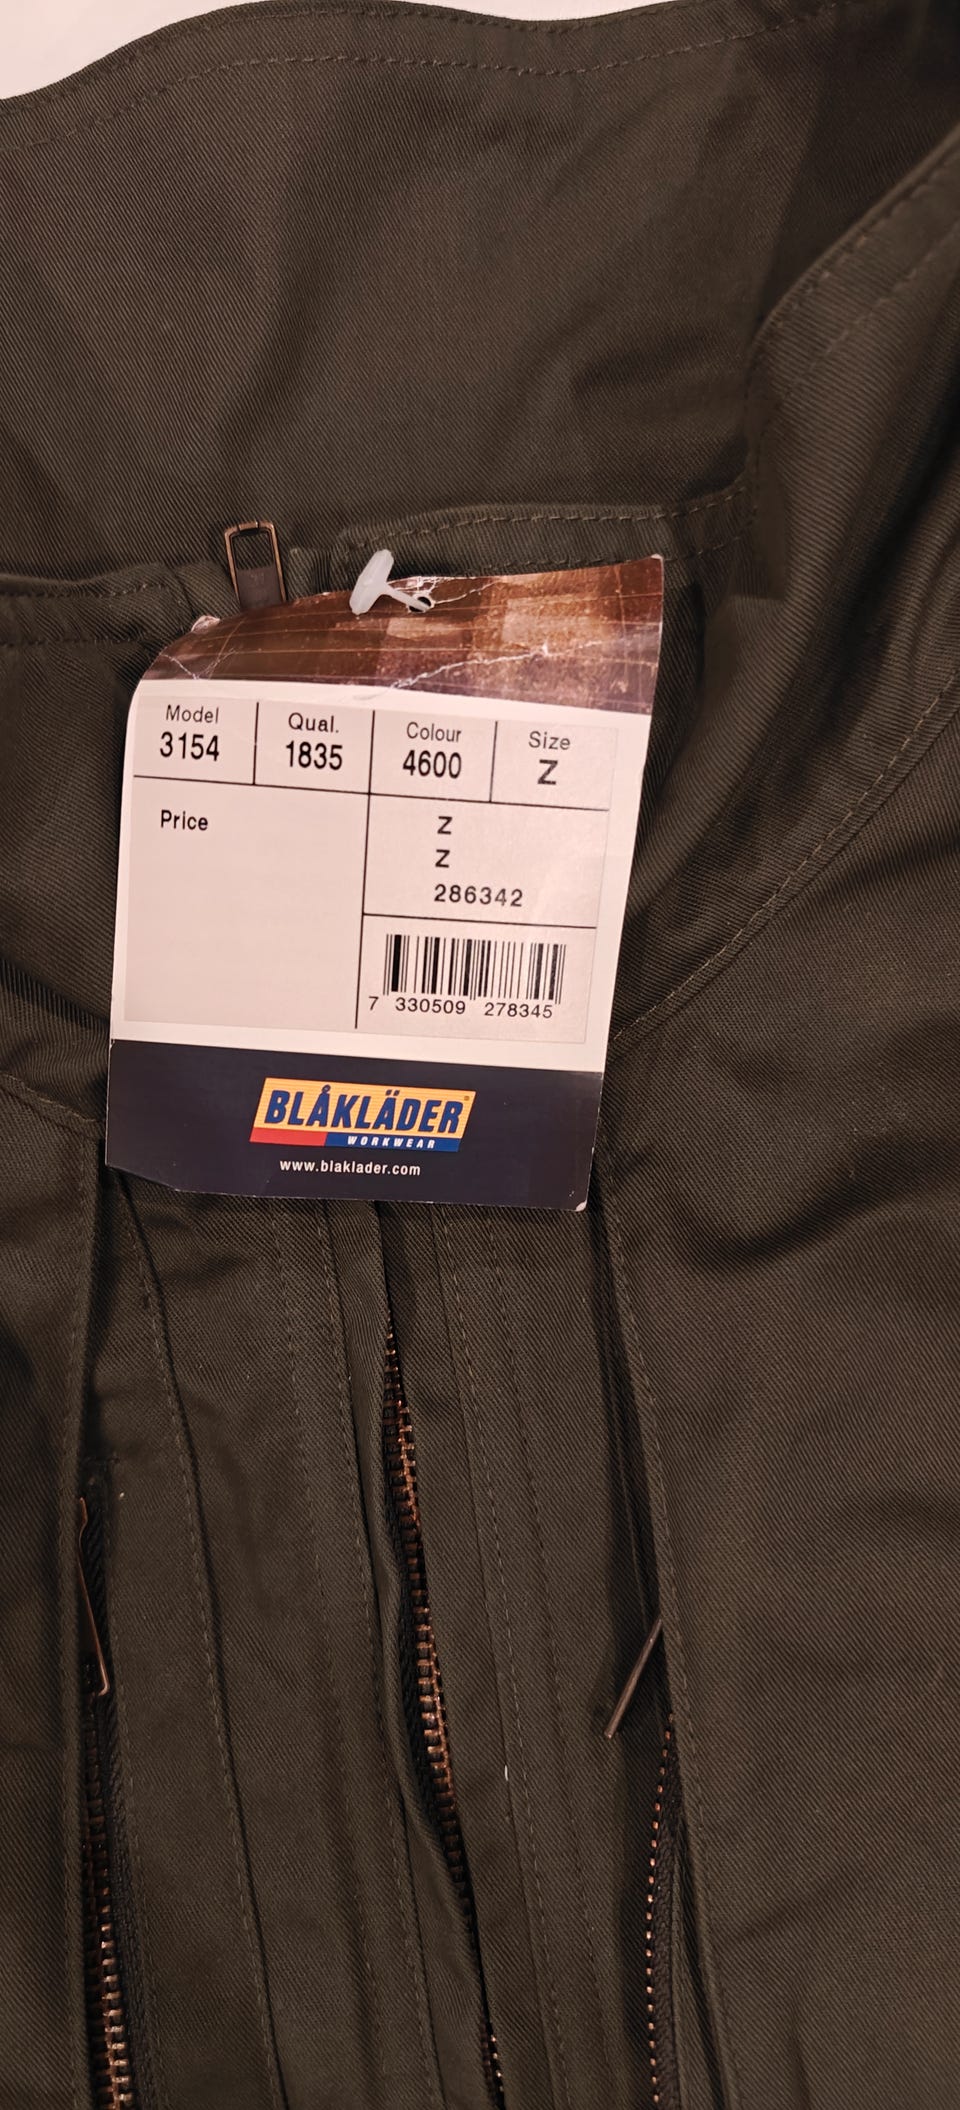 Model Qual. Colour Size
3154 1835 4600 Z
Price Z
Z
286342
7 330509 278345
BLÅKLÄDER®
WORKWEAR
www.blaklader.com